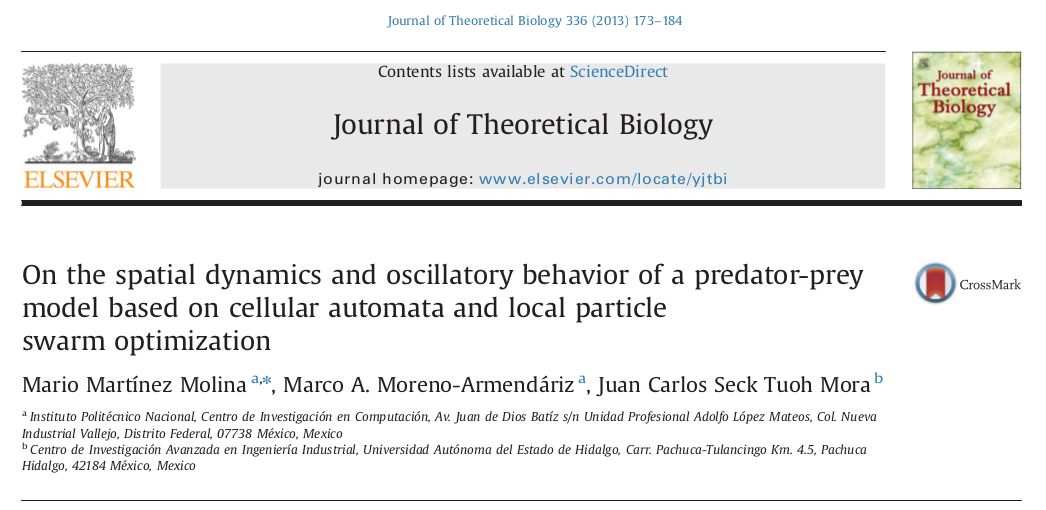 Journal of Theoretical Biology 336 (2013) 173–184
Contents lists available at ScienceDirect
Journal of Theoretical Biology
journal homepage: www.elsevier.com/locate/yjtbi
ELSEVIER
Journal of
Theoretical
Biology
On the spatial dynamics and oscillatory behavior of a predator-prey
model based on cellular automata and local particle
swarm optimization
CrossMark
Mario Martínez Molina a,*, Marco A. Moreno-Armendáriz a, Juan Carlos Seck Tuoh Mora b
a Instituto Politécnico Nacional, Centro de Investigación en Computación, Av. Juan de Dios Batíz s/n Unidad Profesional Adolfo López Mateos, Col. Nueva
Industrial Vallejo, Distrito Federal, 07738 México, Mexico
b Centro de Investigación Avanzada en Ingeniería Industrial, Universidad Autónoma del Estado de Hidalgo, Carr. Pachuca-Tulancingo Km. 4.5, Pachuca
Hidalgo, 42184 México, Mexico